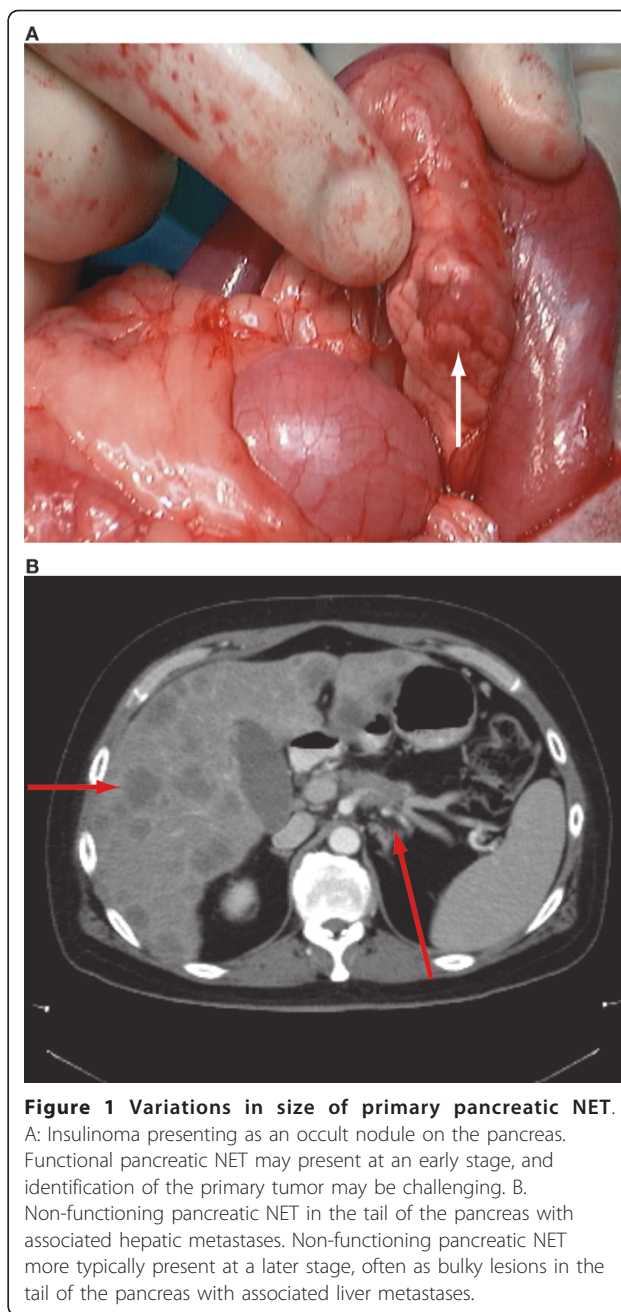 A
B
Figure 1 Variations in size of primary pancreatic NET.
A: Insulinoma presenting as an occult nodule on the pancreas.
Functional pancreatic NET may present at an early stage, and
identification of the primary tumor may be challenging. B.
Non-functioning pancreatic NET in the tail of the pancreas with
associated hepatic metastases. Non-functioning pancreatic NET
more typically present at a later stage, often as bulky lesions in the
tail of the pancreas with associated liver metastases.